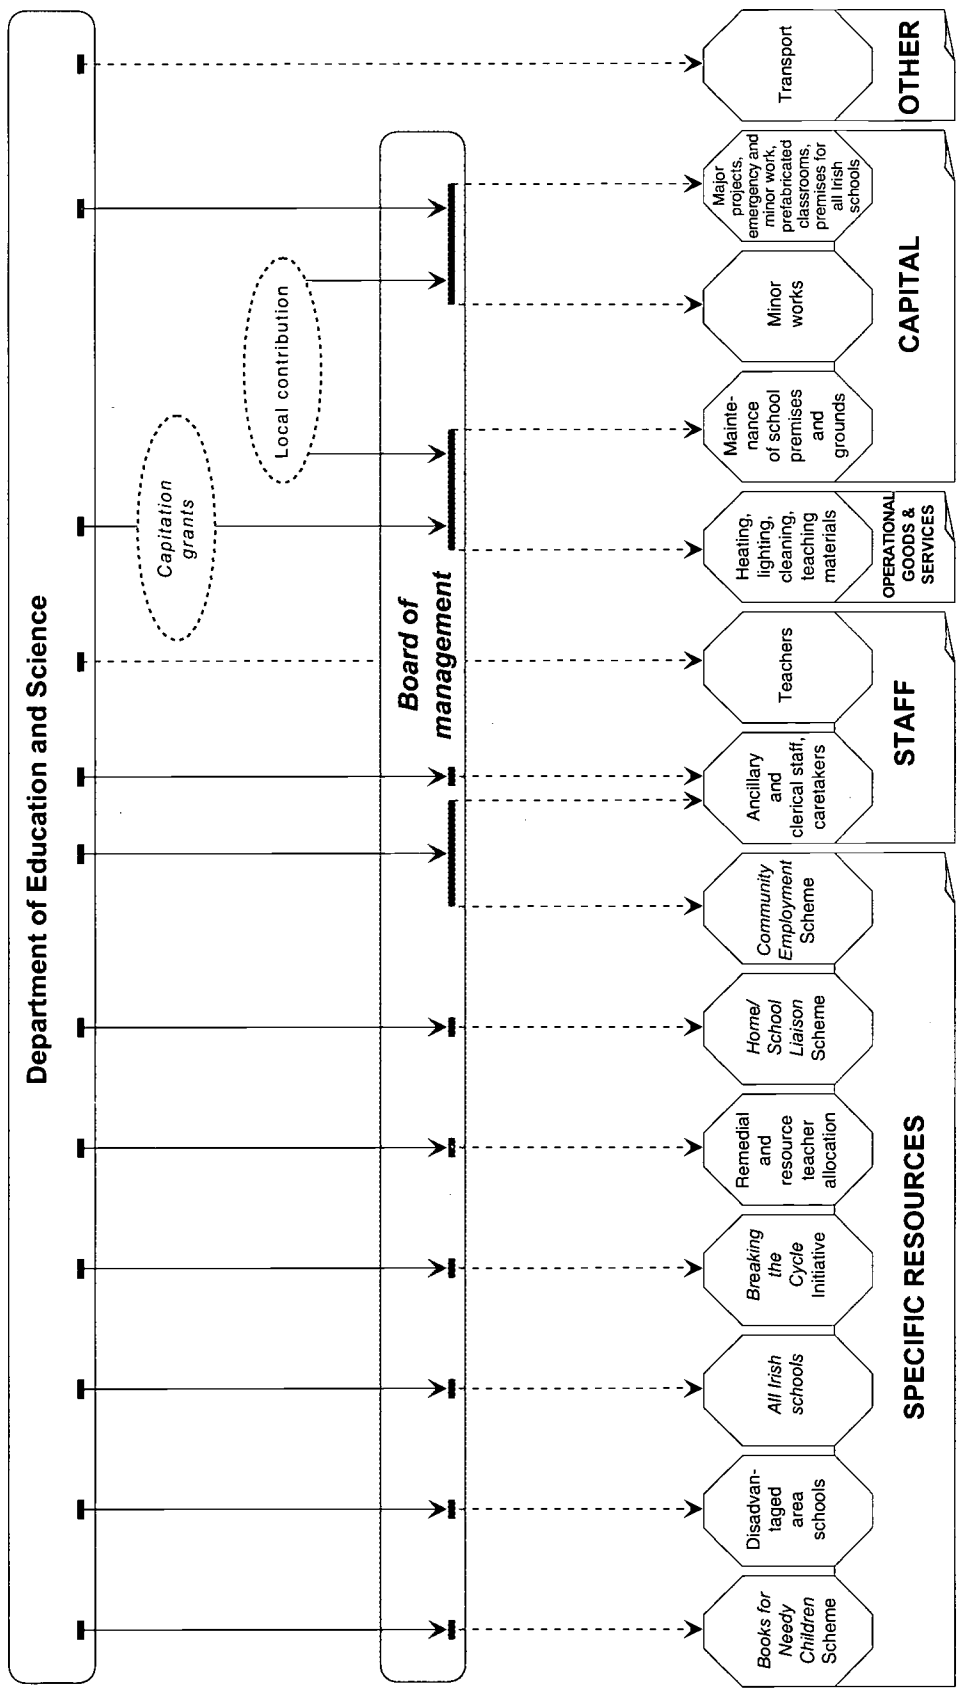 Department of Education and Science
Capitation
grants
Local contribution
Board of
management
Books for
Needy
Children
Scheme
Disadvan-
taged
area
schools
All Irish
schools
Breaking
the
Cycle
Initiative
Remedial
and
resource
teacher
allocation
Home/
School
Liaison
Scheme
Community
Employment
Scheme
Ancillary
and
clerical staff,
caretakers
Teachers
Heating,
lighting,
cleaning,
teaching
materials
Mainte-
nance
of school
premises
and
grounds
Minor
works
Major
projects,
emergency and
minor work,
prefabricated
classrooms,
premises for
all Irish
schools
Transport
SPECIFIC RESOURCES
STAFF
OPERATIONAL
GOODS &
SERVICES
CAPITAL
OTHER